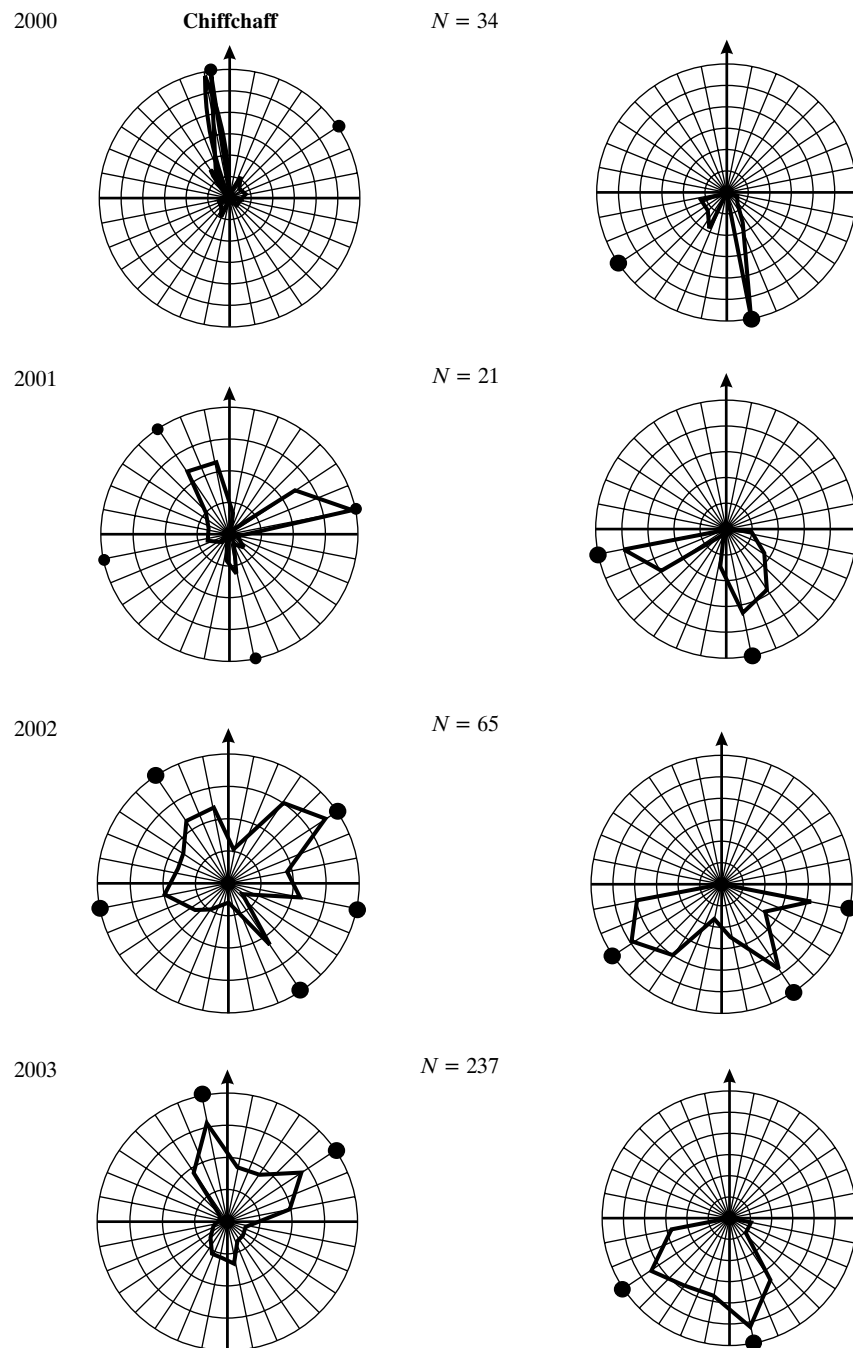 2000 Chiffchaff N = 34
2001 N = 21
2002 N = 65
2003 N = 237